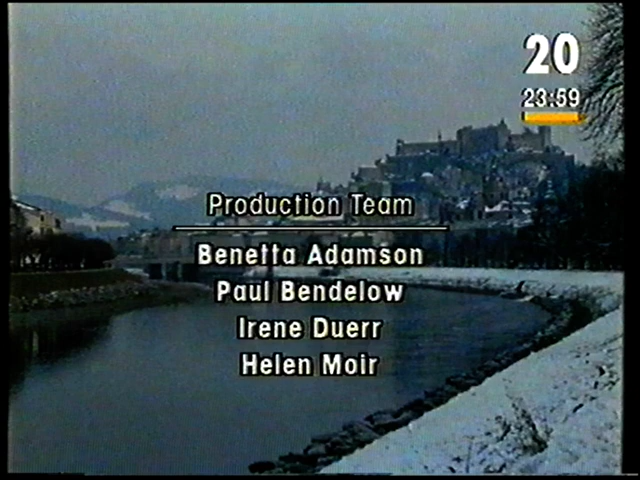 20
23:59
Production Team
Benetta Adamson
Paul Bendelow
Irene Duerr
Helen Moir